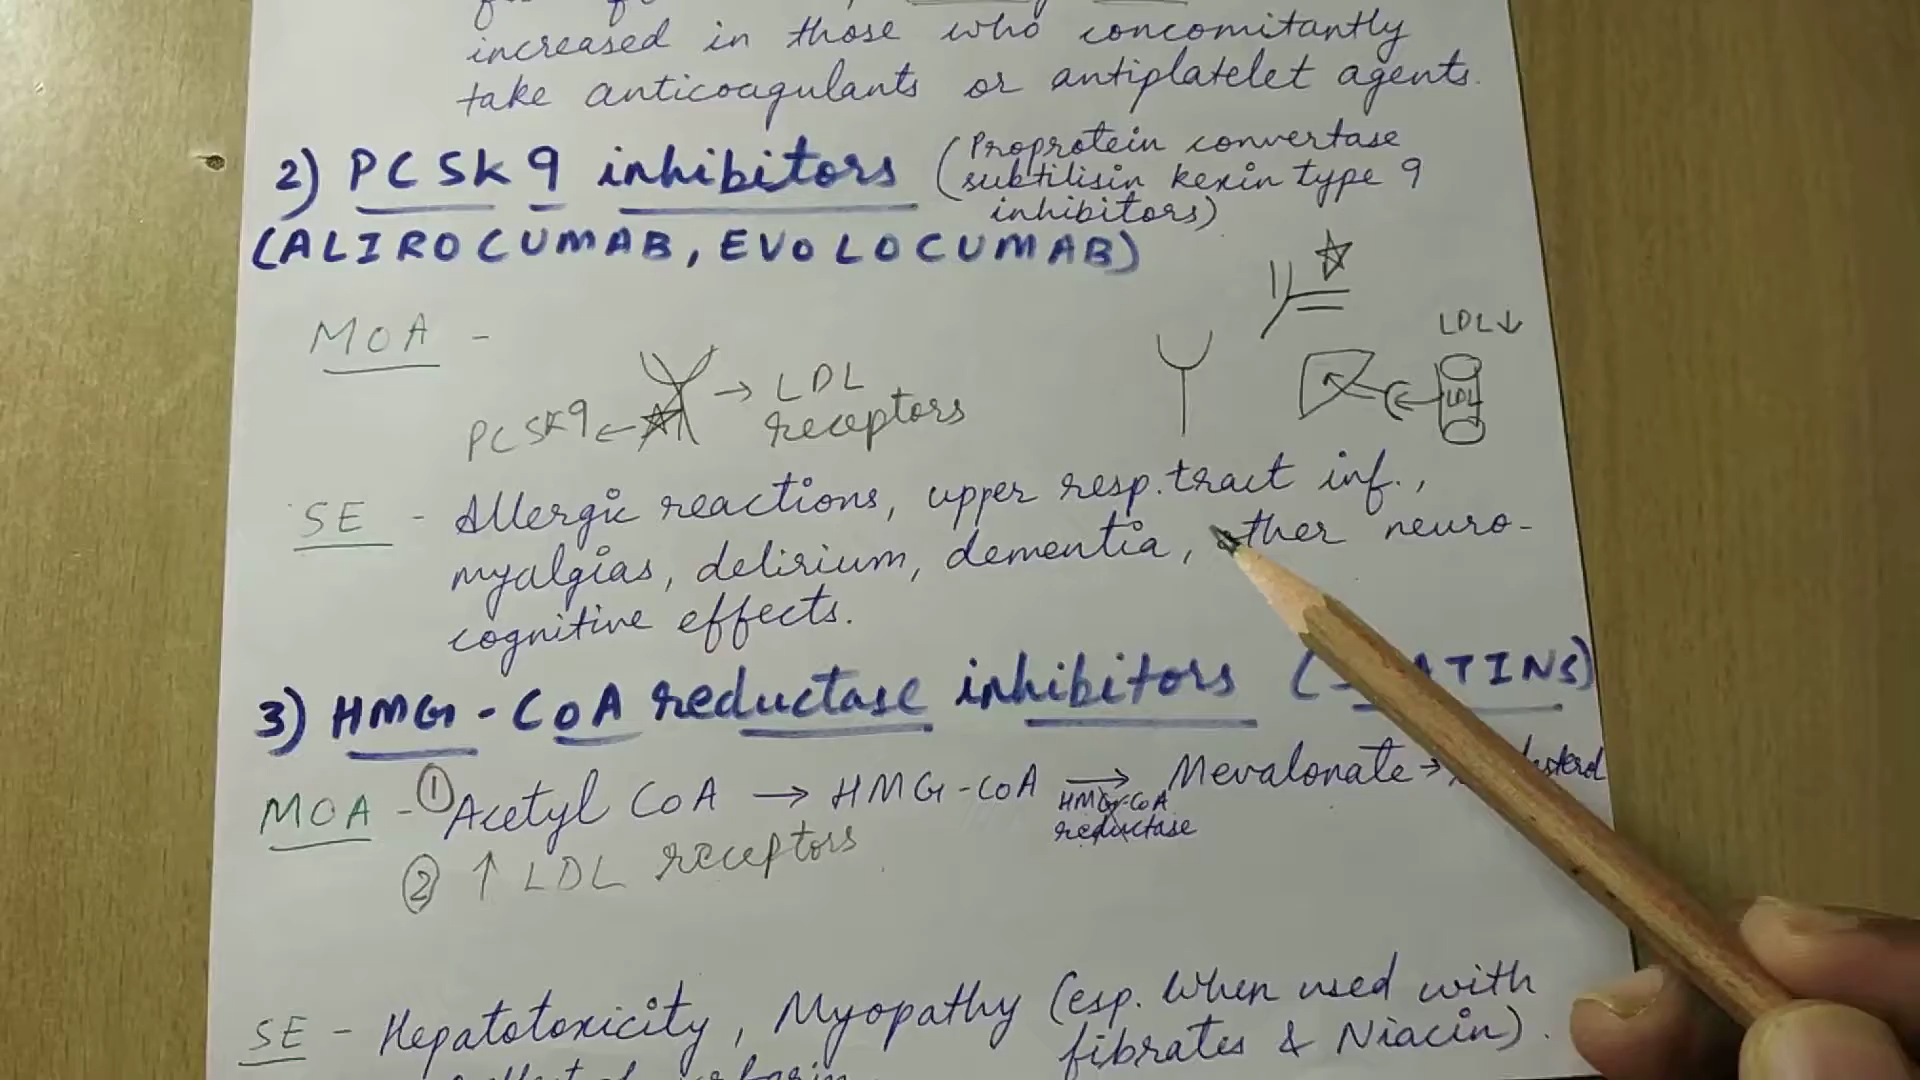 increased in those who concomitantly
take anticoagulants or antiplatelet agents.
2) PCSK9 inhibitors (Proprotein convertase
subtilisin kexin type 9
inhibitors)
(ALIROCUMAB, EVOLOCUMAB)
MOA -
LDL↓
PCSK9 ← → LDL
receptors
LDL
SE - Allergic reactions, upper resp. tract inf.,
myalgias, delirium, dementia, other neuro-
cognitive effects.
3) HMG-CoA reductase inhibitors (STATINS)
MOA - ① Acetyl CoA → HMG-CoA → Mevalonate →
HMG-CoA
reductase
② ↑ LDL receptors
SE - Hepatotoxicity, Myopathy (esp. when used with
fibrates & Niacin).